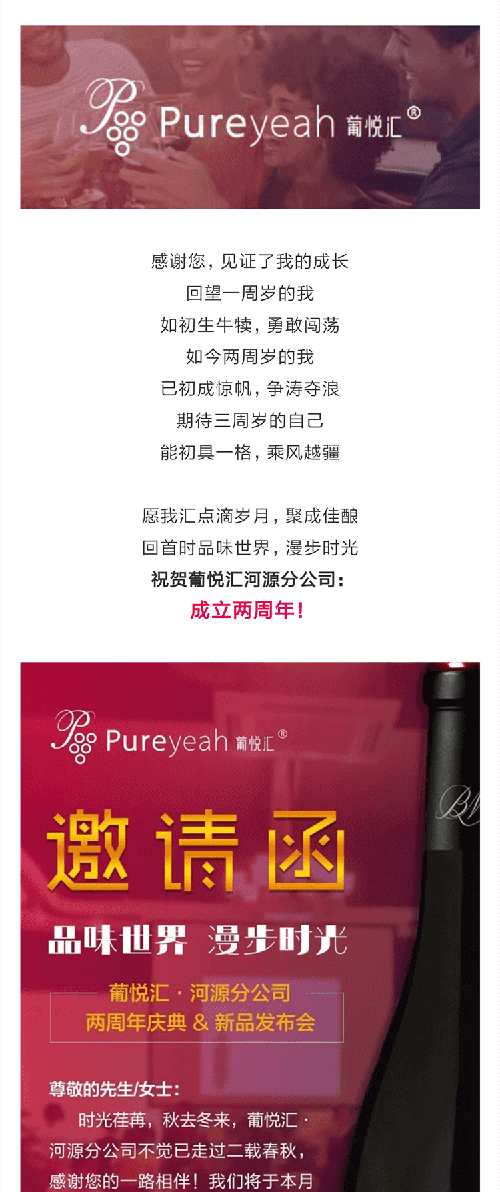 Pureyeah 葡悦汇®
感谢您，见证了我的成长
回望一周岁的我
如初生牛犊，勇敢闯荡
如今两周岁的我
已初成惊帆，争涛夺浪
期待三周岁的自己
能初具一格，乘风越疆
愿我汇点滴岁月，聚成佳酿
回首时品味世界，漫步时光
祝贺葡悦汇河源分公司：
成立两周年！
Pureyeah 葡悦汇®
邀请函
品味世界 漫步时光
葡悦汇·河源分公司
两周年庆典 & 新品发布会
尊敬的先生/女士：
时光荏苒，秋去冬来，葡悦汇·
河源分公司不觉已走过二载春秋，
感谢您的一路相伴！我们将于本月